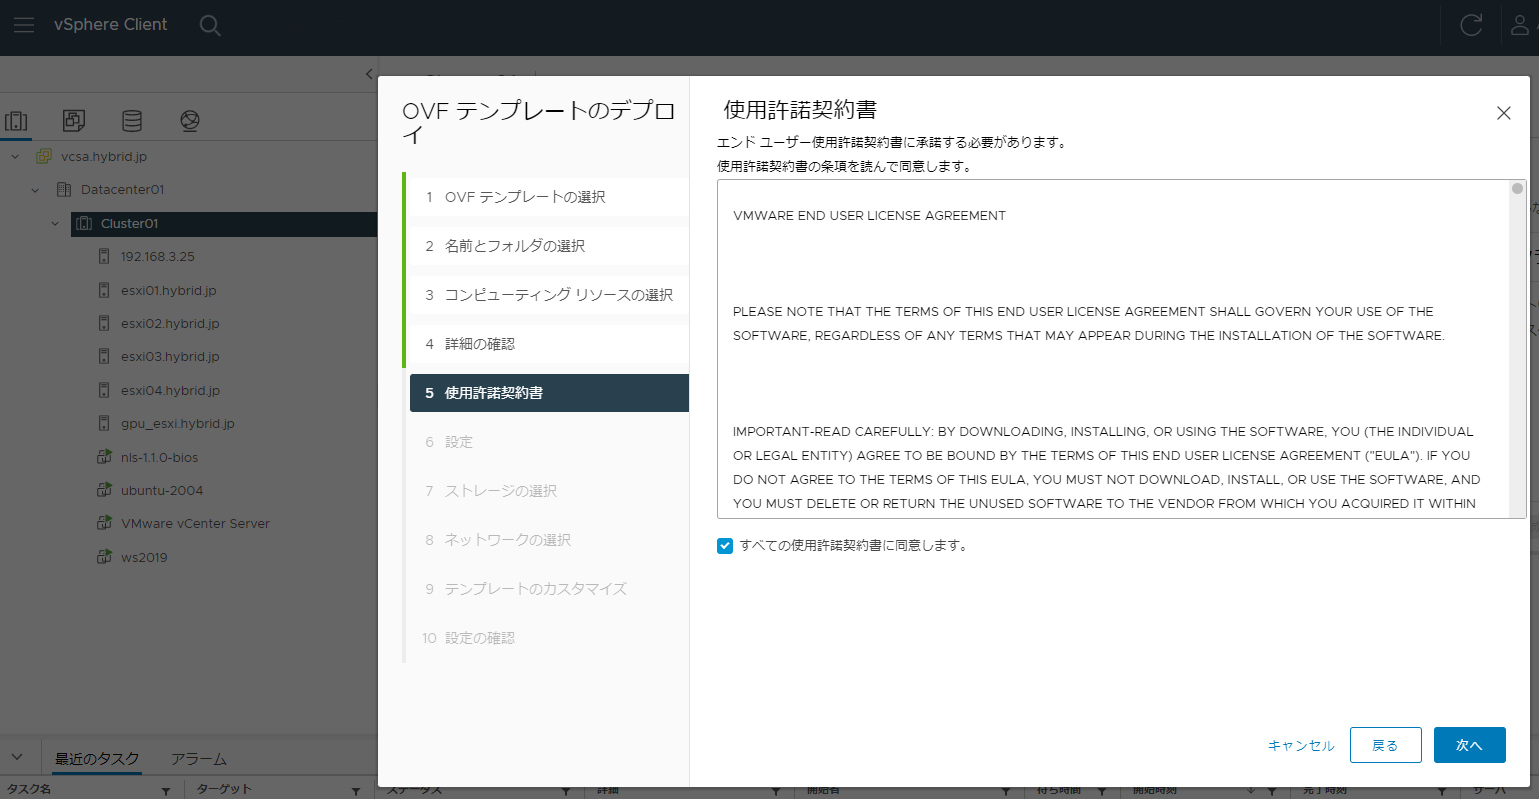 vSphere Client
vcsa.hybrid.jp
Datacenter01
Cluster01
192.168.3.25
esxi01.hybrid.jp
esxi02.hybrid.jp
esxi03.hybrid.jp
esxi04.hybrid.jp
gpu_esxi.hybrid.jp
nls-1.1.0-bios
ubuntu-2004
VMware vCenter Server
ws2019
OVF テンプレートのデプロ
イ
1 OVF テンプレートの選択
2 名前とフォルダの選択
3 コンピューティング リソースの選択
4 詳細の確認
5 使用許諾契約書
6 設定
7 ストレージの選択
8 ネットワークの選択
9 テンプレートのカスタマイズ
10 設定の確認
使用許諾契約書
エンド ユーザー使用許諾契約書に承諾する必要があります。
使用許諾契約書の条項を読んで同意します。
VMWARE END USER LICENSE AGREEMENT
PLEASE NOTE THAT THE TERMS OF THIS END USER LICENSE AGREEMENT SHALL GOVERN YOUR USE OF THE
SOFTWARE, REGARDLESS OF ANY TERMS THAT MAY APPEAR DURING THE INSTALLATION OF THE SOFTWARE.
IMPORTANT-READ CAREFULLY: BY DOWNLOADING, INSTALLING, OR USING THE SOFTWARE, YOU (THE INDIVIDUAL
OR LEGAL ENTITY) AGREE TO BE BOUND BY THE TERMS OF THIS END USER LICENSE AGREEMENT ("EULA"). IF YOU
DO NOT AGREE TO THE TERMS OF THIS EULA, YOU MUST NOT DOWNLOAD, INSTALL, OR USE THE SOFTWARE, AND
YOU MUST DELETE OR RETURN THE UNUSED SOFTWARE TO THE VENDOR FROM WHICH YOU ACQUIRED IT WITHIN
すべての使用許諾契約書に同意します。
キャンセル 戻る 次へ
最近のタスク アラーム
タスク名 ターゲット ステータス 詳細 開始者 待ち時間 開始時刻 完了時刻 サーバ